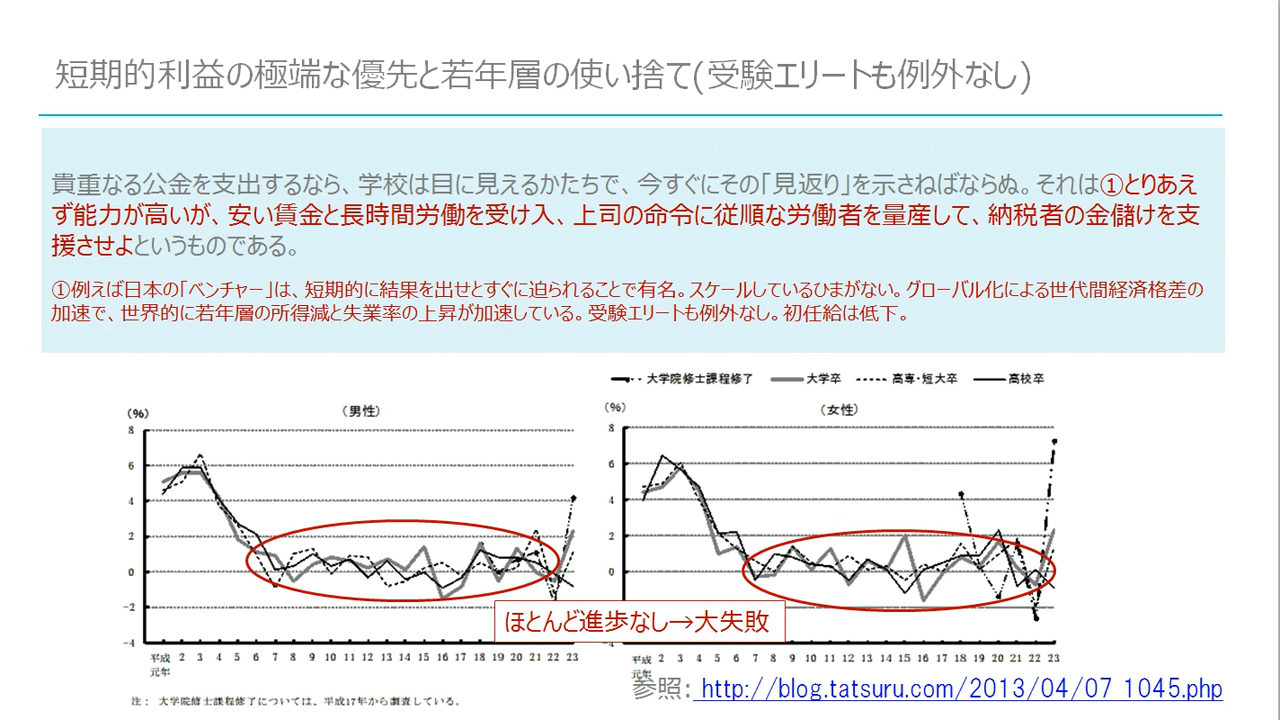 短期的利益の極端な優先と若年層の使い捨て(受験エリートも例外なし)
貴重なる公金を支出するなら、学校は目に見えるかたちで、今すぐにその「見返り」を示さねばならぬ。それは①とりあえ
ず能力が高いが、安い賃金と長時間労働を受け入、上司の命令に従順な労働者を量産して、納税者の金儲けを支
援させよというものである。
①例えば日本の「ベンチャー」は、短期的に結果を出せとすぐに迫られることで有名。スケールしているひまがない。グローバル化による世代間経済格差の
加速で、世界的に若年層の所得減と失業率の上昇が加速している。受験エリートも例外なし。初任給は低下。
大学院修士課程修了 大学卒 高専・短大卒 高校卒
(%) (男性)
8
6
4
2
0
-2
-4
平成元年 2 3 4 5 6 7 8 9 10 11 12 13 14 15 16 17 18 19 20 21 22 23
(%) (女性)
8
6
4
2
0
-4
平成元年 2 3 4 5 6 7 8 9 10 11 12 13 14 15 16 17 18 19 20 21 22 23
ほとんど進歩なし→大失敗
注: 大学院修士課程修了については、平成17年から調査している。
参照: http://blog.tatsuru.com/2013/04/07_1045.php